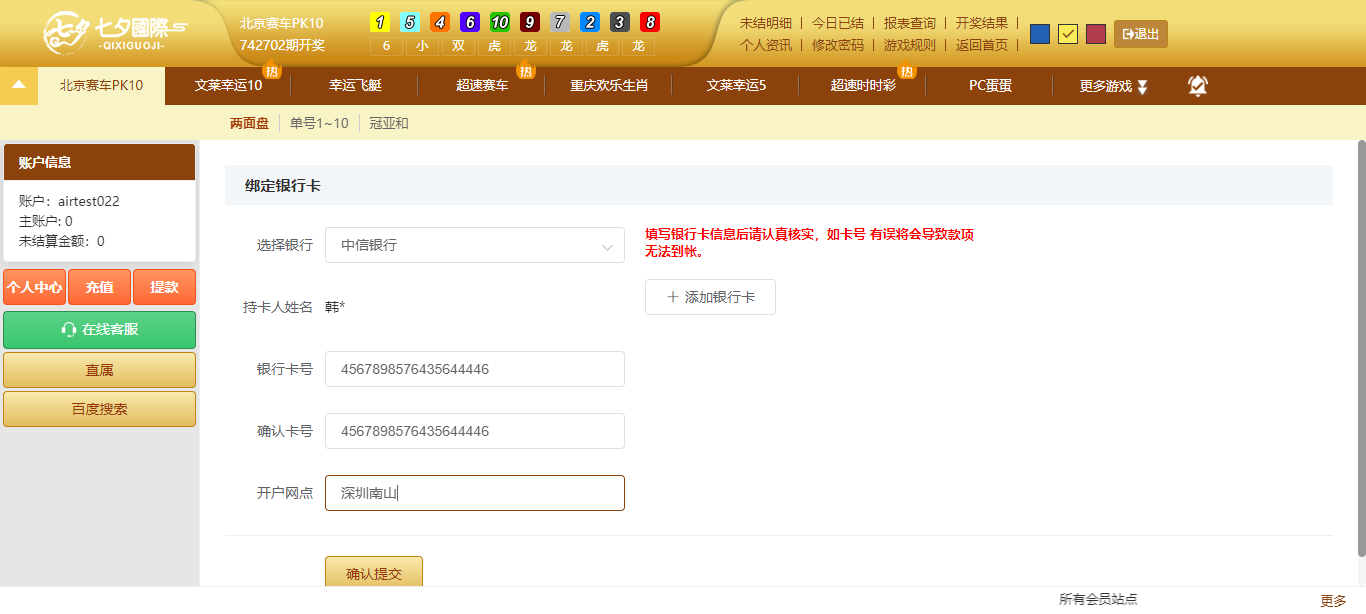 七夕國際
-QIXIGUOJI-
北京赛车PK10
742702期开奖
1 5 4 6 10 9 7 2 3 8
6 小 双 虎 龙 龙 虎 龙
未结明细 | 今日已结 | 报表查询 | 开奖结果 |
个人资讯 | 修改密码 | 游戏规则 | 返回首页 |
退出
北京赛车PK10 文莱幸运10 热 幸运飞艇 超速赛车 热 重庆欢乐生肖 文莱幸运5 超速时时彩 热 PC蛋蛋 更多游戏
两面盘 单号1~10 冠亚和
账户信息
账户：airtest022
主账户: 0
未结算金额：0
个人中心 充值 提款
在线客服
直属
百度搜索
绑定银行卡
选择银行 中信银行
填写银行卡信息后请认真核实，如卡号 有误将会导致款项
无法到帐。
持卡人姓名 韩*
添加银行卡
银行卡号 4567898576435644446
确认卡号 4567898576435644446
开户网点 深圳南山
确认提交
所有会员站点
更多